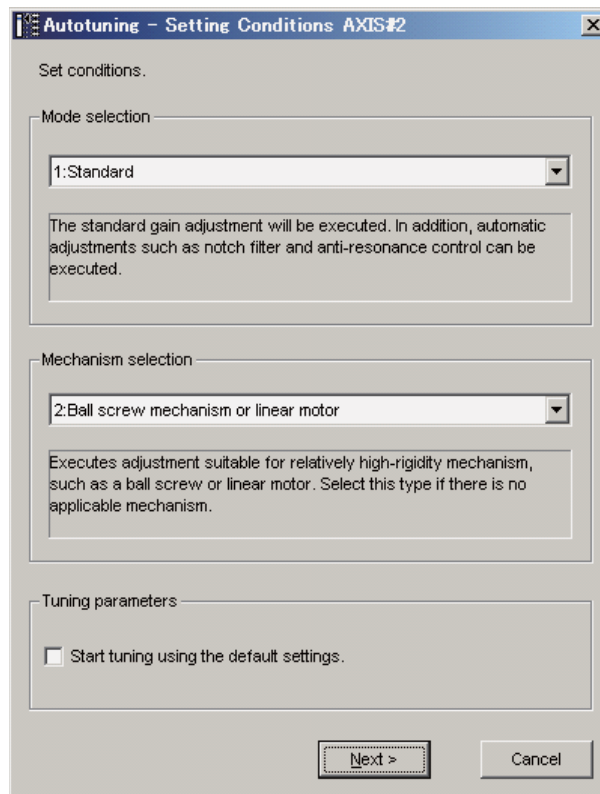 Autotuning - Setting Conditions AXIS#2
Set conditions.
Mode selection
1:Standard
The standard gain adjustment will be executed. In addition, automatic
adjustments such as notch filter and anti-resonance control can be
executed.
Mechanism selection
2:Ball screw mechanism or linear motor
Executes adjustment suitable for relatively high-rigidity mechanism,
such as a ball screw or linear motor. Select this type if there is no
applicable mechanism.
Tuning parameters
Start tuning using the default settings.
Next >
Cancel